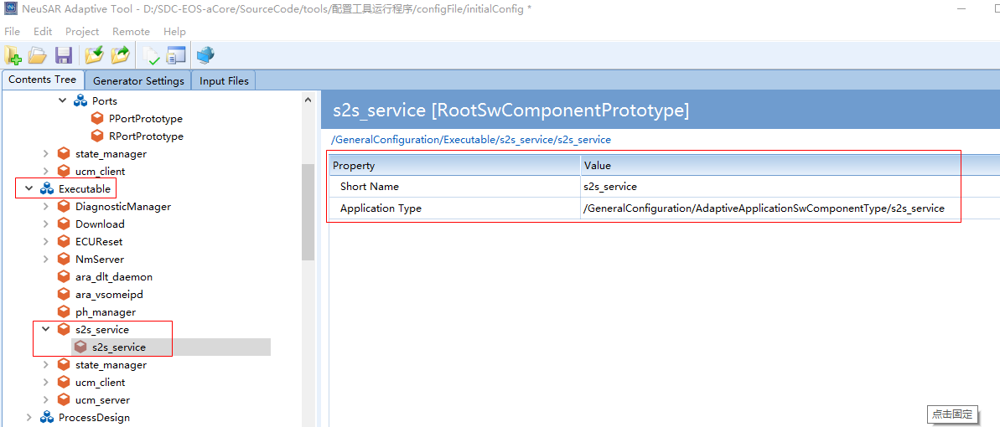 NeuSAR Adaptive Tool - D:/SDC-EOS-aCore/SourceCode/tools/配置工具运行程序/configFile/initialConfig *
File Edit Project Remote Help
Contents Tree Generator Settings Input Files
Ports
PPortPrototype
RPortPrototype
state_manager
ucm_client
Executable
DiagnosticManager
Download
ECUReset
NmServer
ara_dlt_daemon
ara_vsomeipd
ph_manager
s2s_service
s2s_service
state_manager
ucm_client
ucm_server
ProcessDesign
s2s_service [RootSwComponentPrototype]
/GeneralConfiguration/Executable/s2s_service/s2s_service
Property Value
Short Name s2s_service
Application Type /GeneralConfiguration/AdaptiveApplicationSwComponentType/s2s_service
点击固定